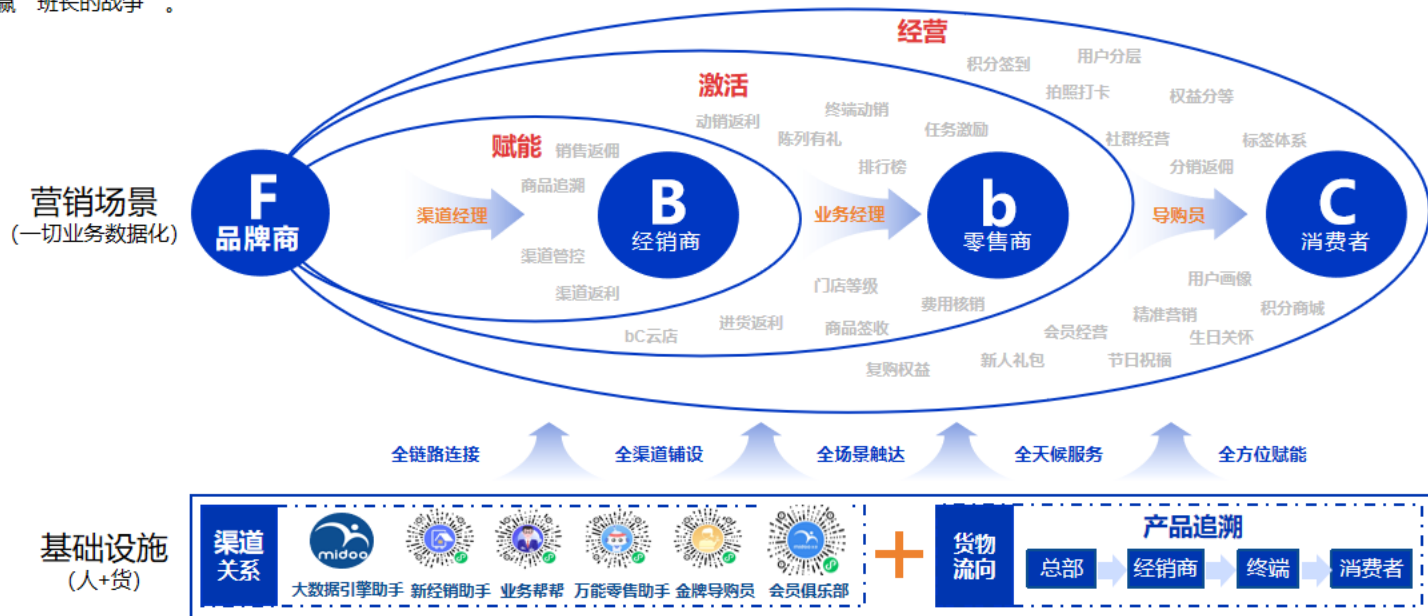 赢“班长的战争”。
经营
积分签到
用户分层
激活
拍照打卡
权益分等
动销返利
终端动销
任务激励
赋能
销售返佣
陈列有礼
社群经营
标签体系
排行榜
分销返佣
商品追溯
营销场景
(一切业务数据化)
F
品牌商
渠道经理
B
经销商
业务经理
b
零售商
导购员
C
消费者
渠道管控
渠道返利
门店等级
费用核销
用户画像
积分商城
精准营销
bC云店
进货返利
商品签收
会员经营
生日关怀
复购权益
新人礼包
节日祝福
全链路连接
全渠道铺设
全场景触达
全天候服务
全方位赋能
基础设施
(人+货)
渠道
关系
midoo
大数据引擎助手
新经销助手
业务帮帮
万能零售助手
金牌导购员
会员俱乐部
+
货物
流向
产品追溯
总部
经销商
终端
消费者